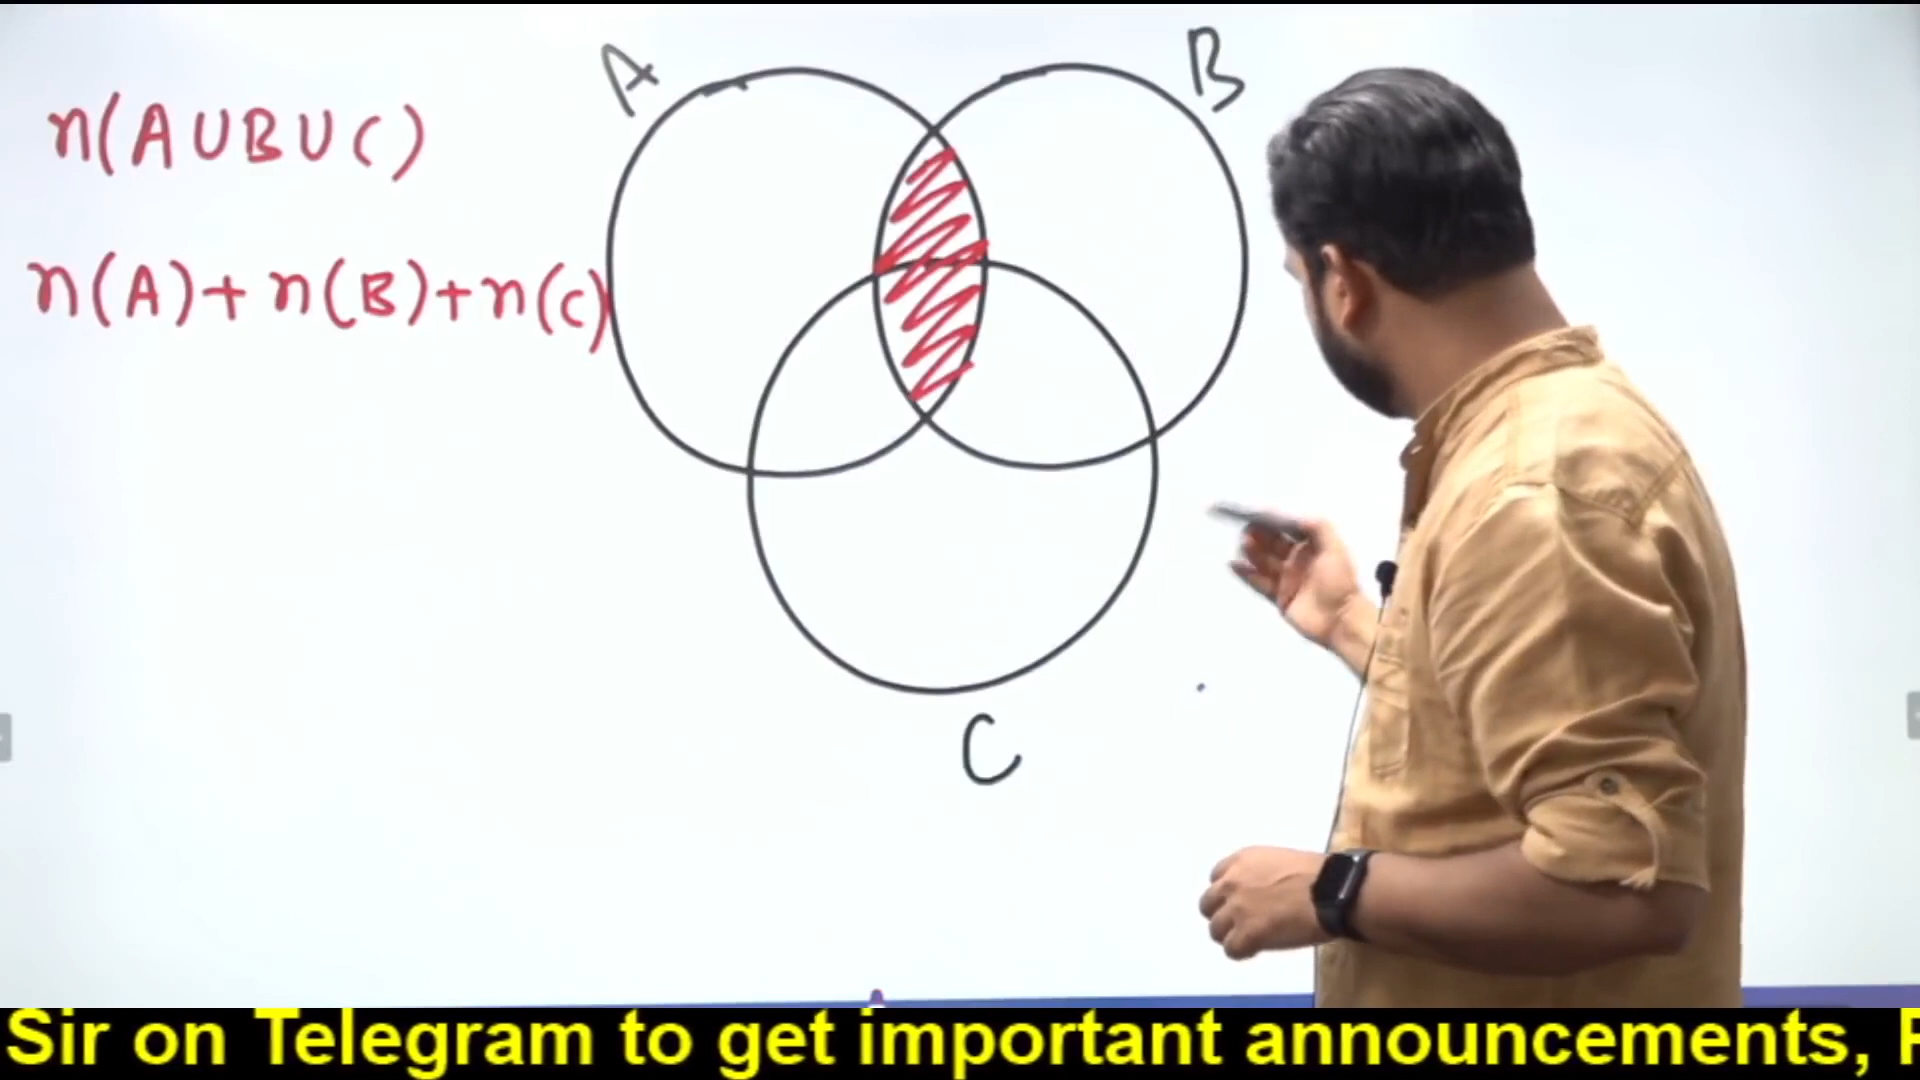 A
B
n(A∪B∪C)
n(A)+n(B)+n(C)
C
Sir on Telegram to get important announcements,